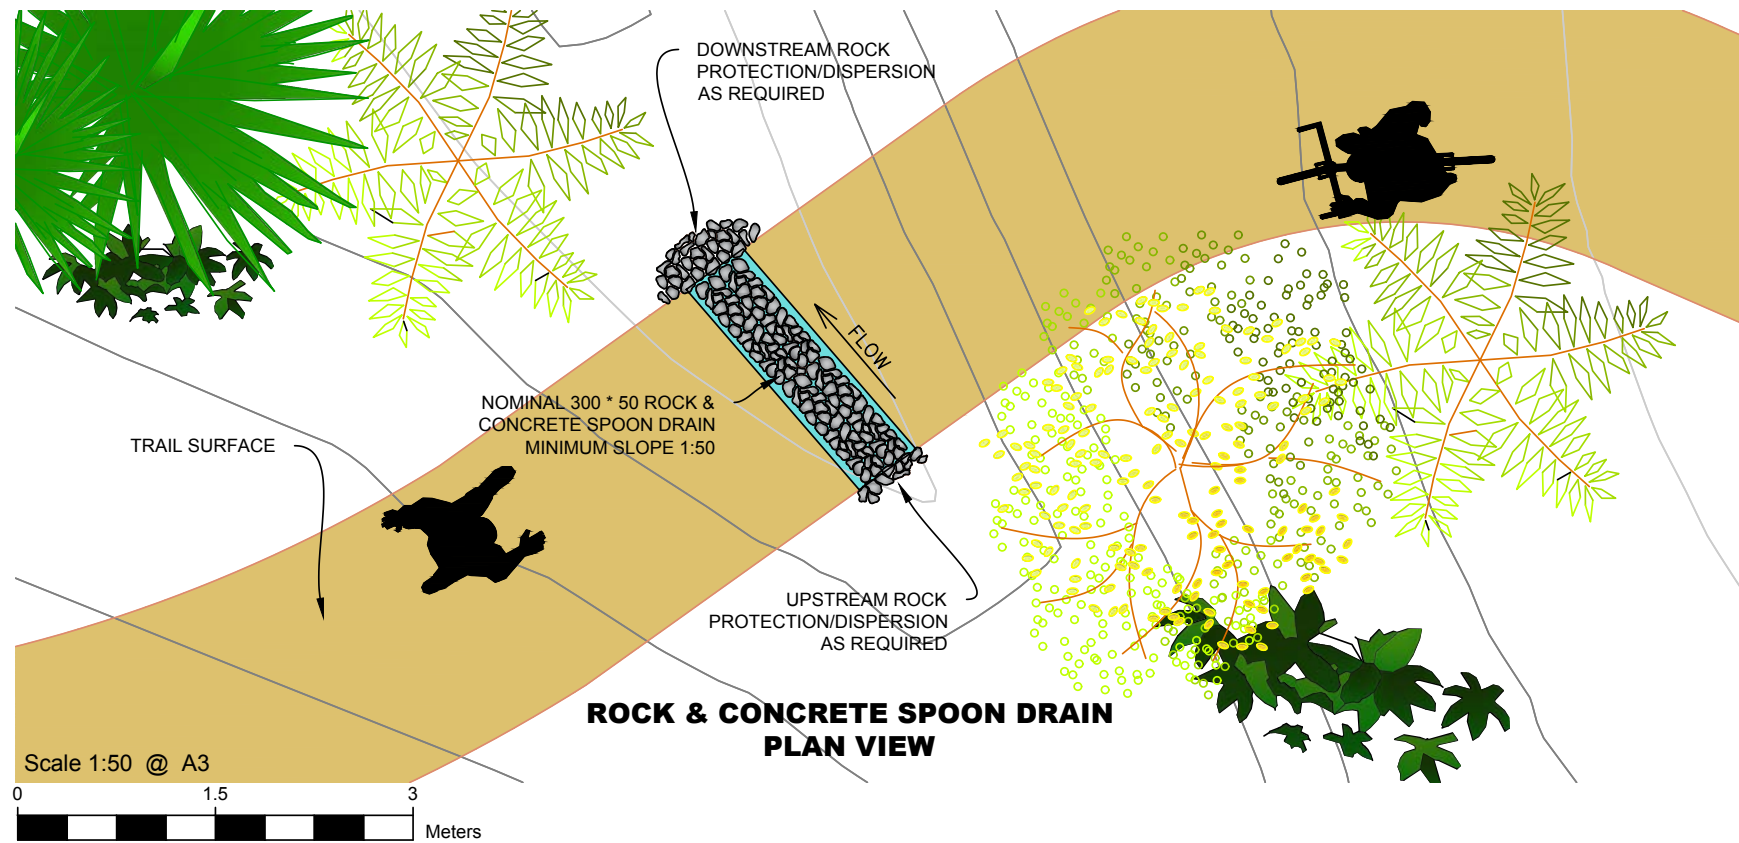 DOWNSTREAM ROCK
PROTECTION/DISPERSION
AS REQUIRED
FLOW
NOMINAL 300 * 50 ROCK &
CONCRETE SPOON DRAIN
MINIMUM SLOPE 1:50
TRAIL SURFACE
UPSTREAM ROCK
PROTECTION/DISPERSION
AS REQUIRED
ROCK & CONCRETE SPOON DRAIN
PLAN VIEW
Scale 1:50 @ A3
0 1.5 3
Meters